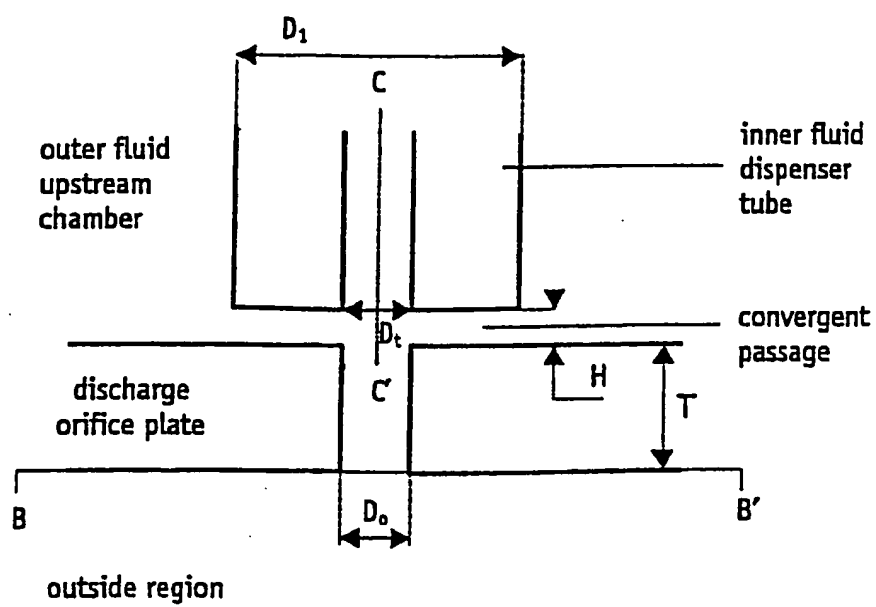 D₁
C
outer fluid
upstream
chamber
inner fluid
dispenser
tube
Dₜ
convergent
passage
C′
H
T
discharge
orifice plate
B
Dₒ
B′
outside region